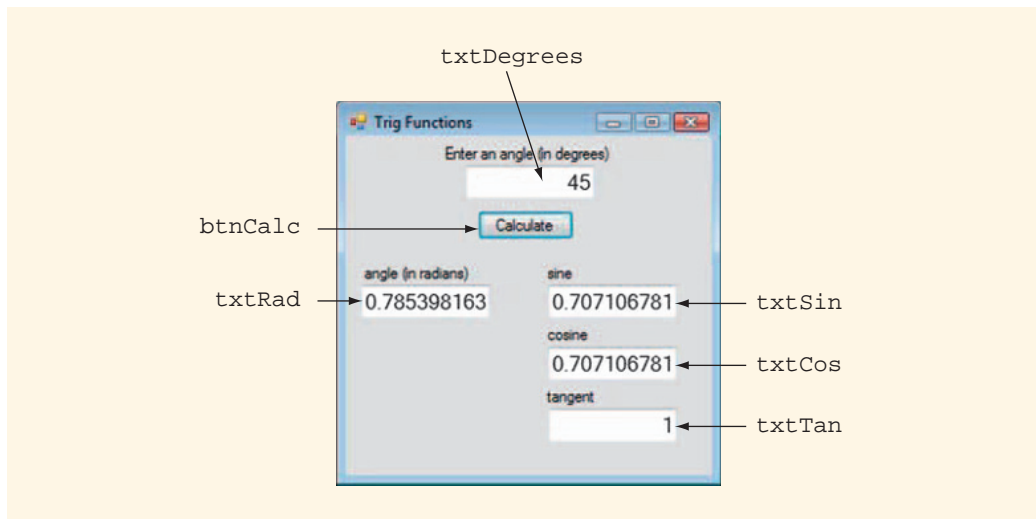 txtDegrees
Trig Functions
Enter an angle (in degrees)
45
btnCalc
Calculate
angle (in radians)
sine
txtRad
0.785398163
0.707106781
txtSin
cosine
0.707106781
txtCos
tangent
1
txtTan